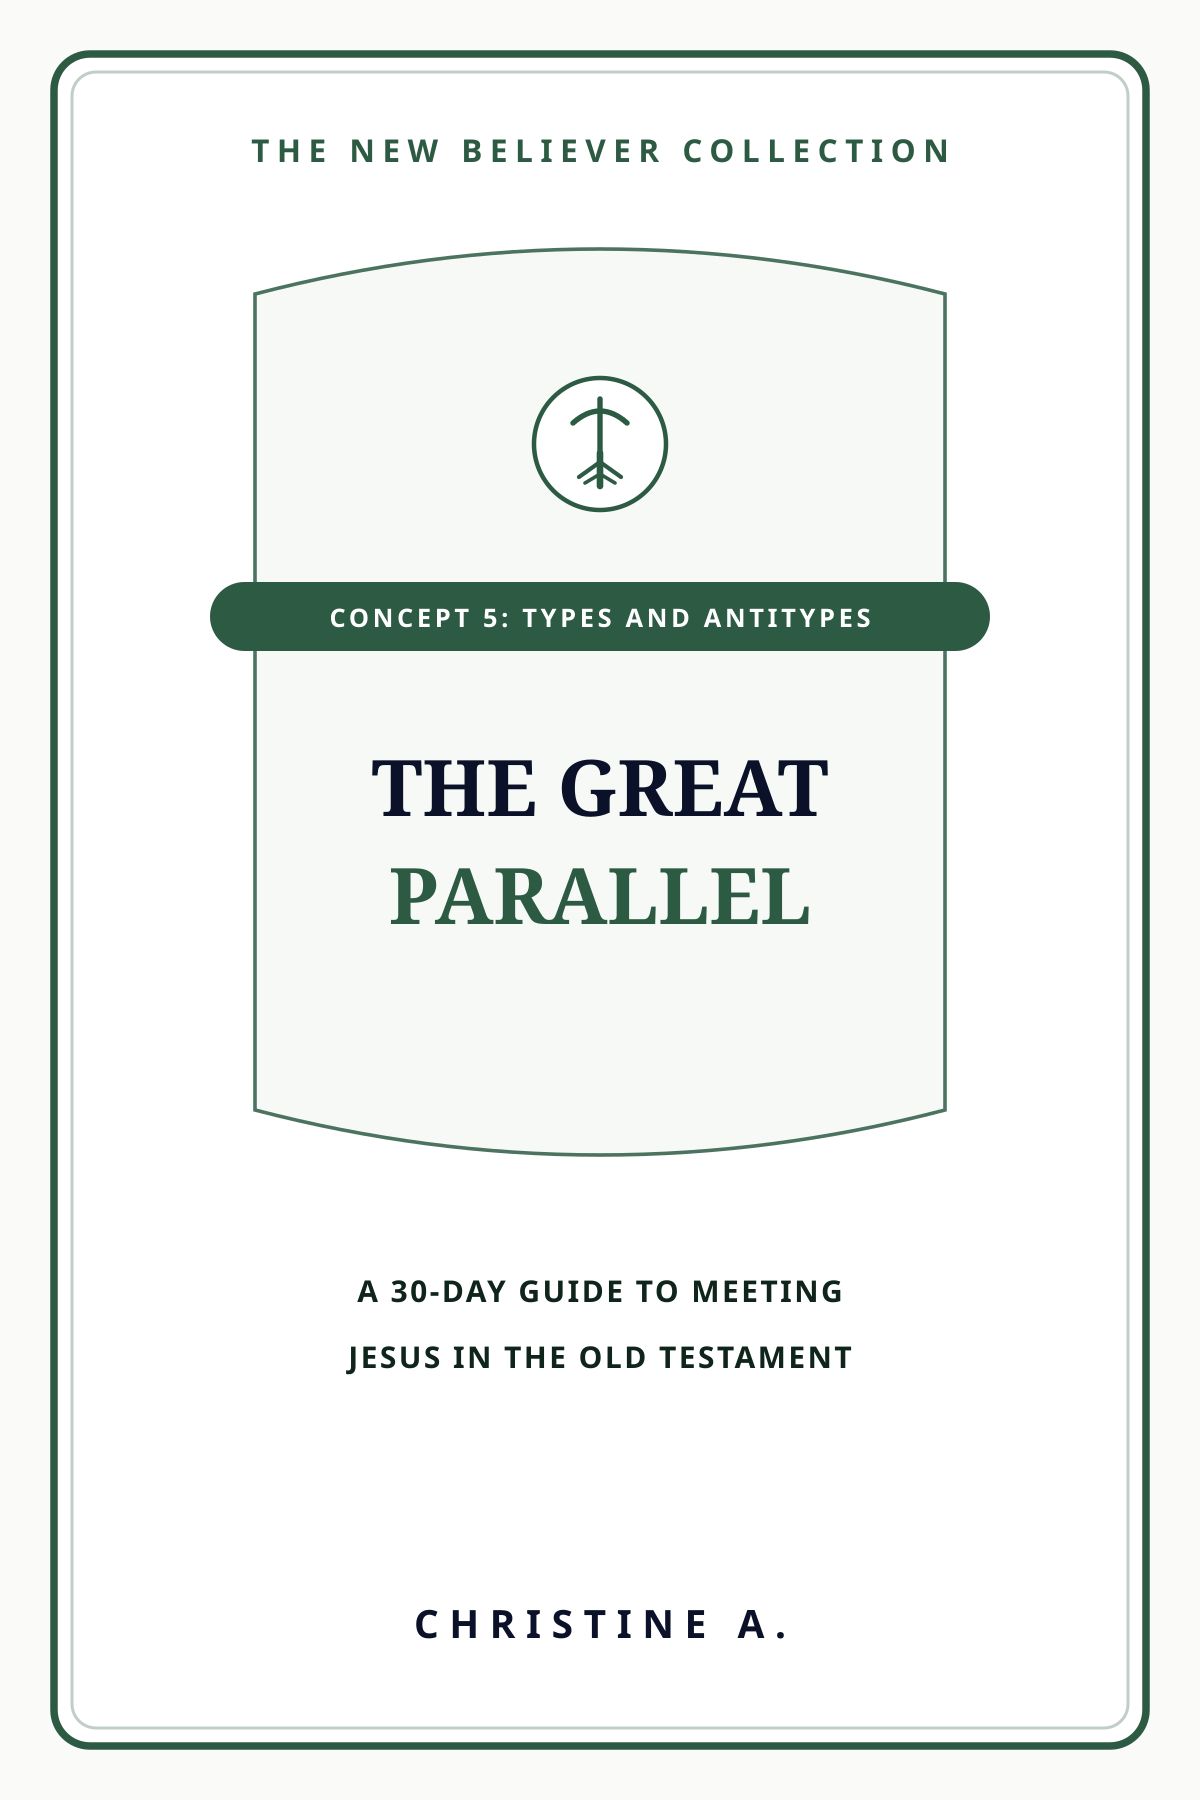 THE NEW BELIEVER COLLECTION
CONCEPT 5: TYPES AND ANTITYPES
THE GREAT
PARALLEL
A 30-DAY GUIDE TO MEETING
JESUS IN THE OLD TESTAMENT
CHRISTINE A.